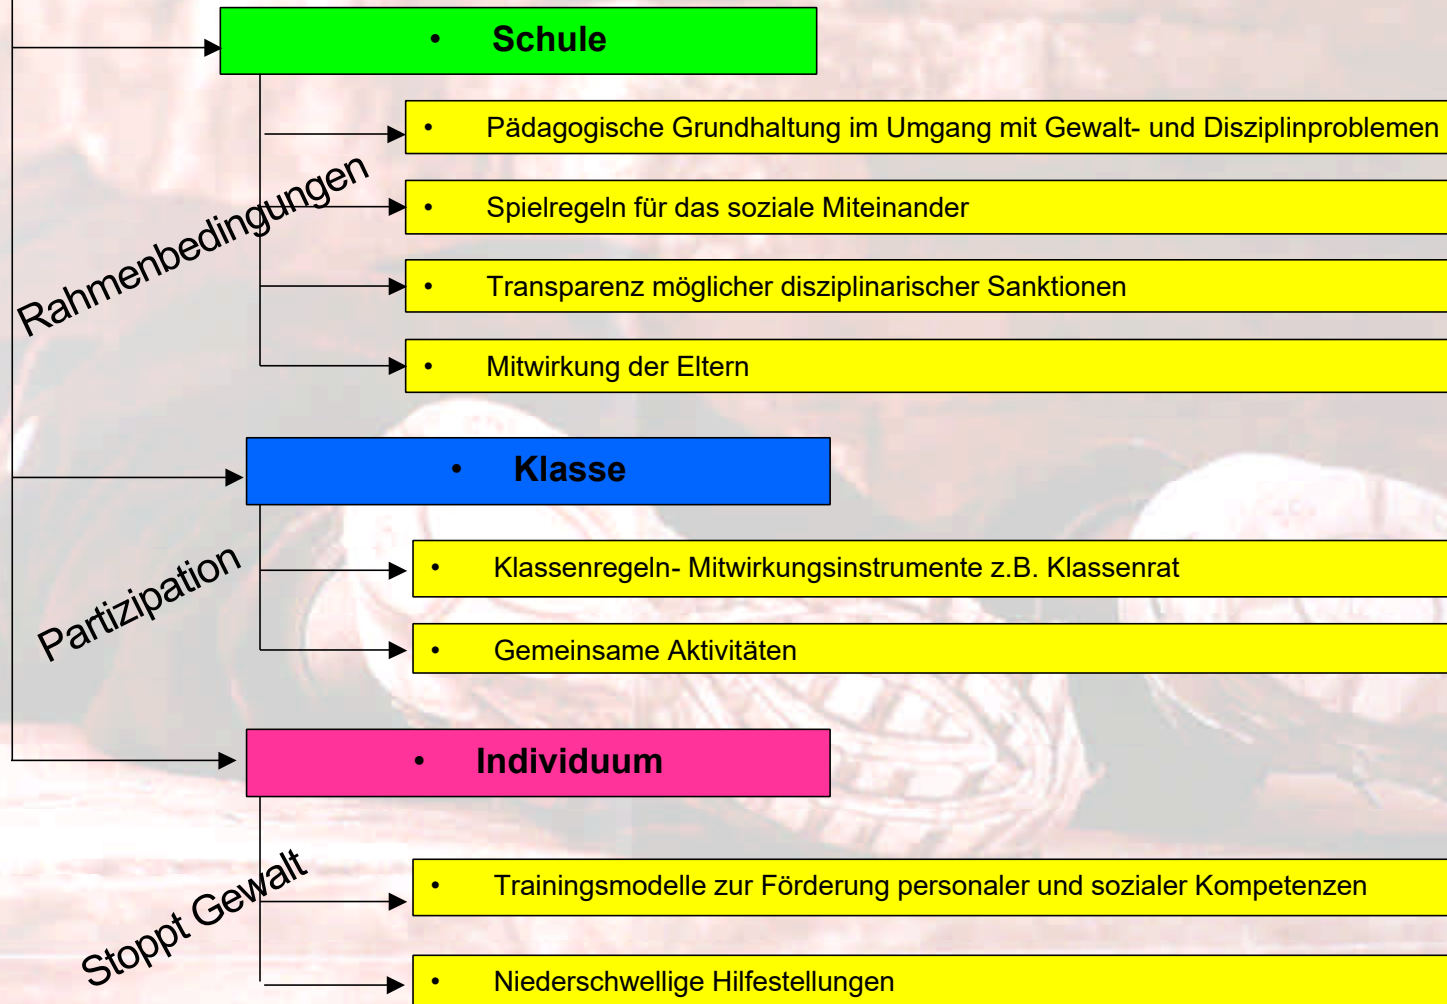 • Schule
• Pädagogische Grundhaltung im Umgang mit Gewalt- und Disziplinproblemen
Rahmenbedingungen
• Spielregeln für das soziale Miteinander
• Transparenz möglicher disziplinarischer Sanktionen
• Mitwirkung der Eltern
• Klasse
Partizipation
• Klassenregeln- Mitwirkungsinstrumente z.B. Klassenrat
• Gemeinsame Aktivitäten
• Individuum
Stoppt Gewalt
• Trainingsmodelle zur Förderung personaler und sozialer Kompetenzen
• Niederschwellige Hilfestellungen